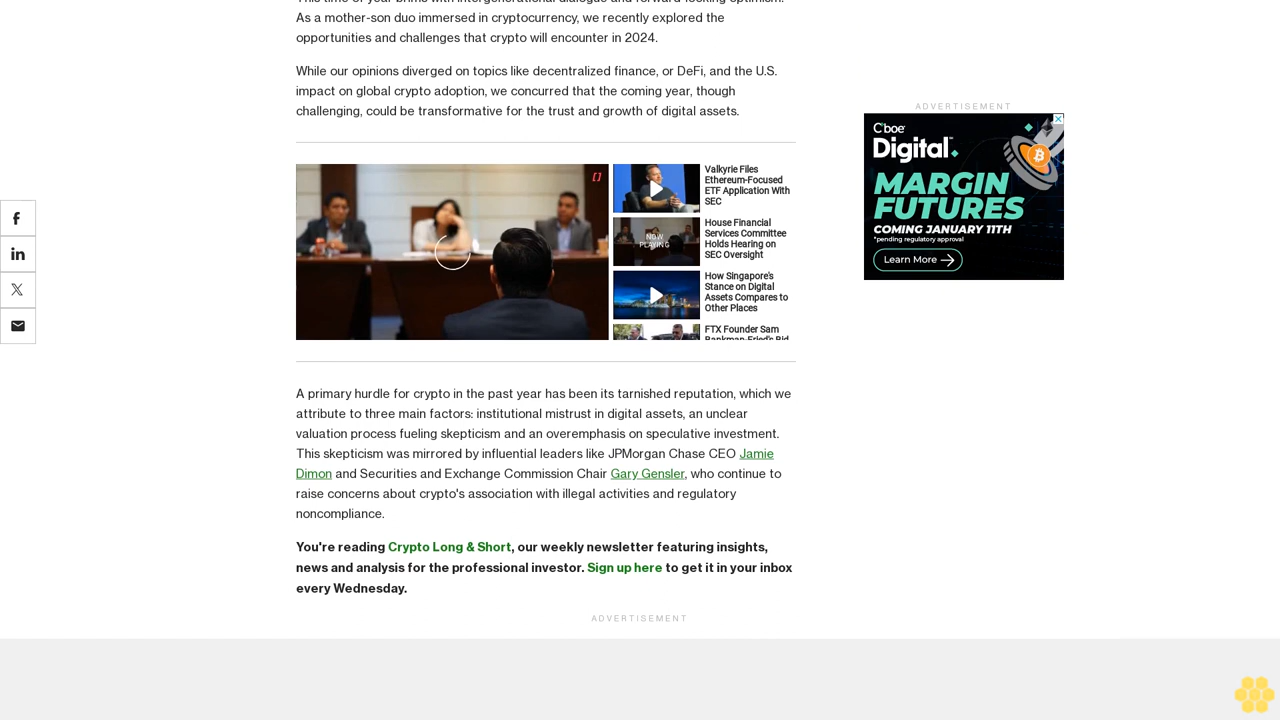 As a mother-son duo immersed in cryptocurrency, we recently explored the
opportunities and challenges that crypto will encounter in 2024.
While our opinions diverged on topics like decentralized finance, or DeFi, and the U.S.
impact on global crypto adoption, we concurred that the coming year, though
challenging, could be transformative for the trust and growth of digital assets.
Valkyrie Files
Ethereum-Focused
ETF Application With
SEC
NOW
PLAYING
House Financial
Services Committee
Holds Hearing on
SEC Oversight
How Singapore's
Stance on Digital
Assets Compares to
Other Places
FTX Founder Sam
Bankman-Fried's Bid
A primary hurdle for crypto in the past year has been its tarnished reputation, which we
attribute to three main factors: institutional mistrust in digital assets, an unclear
valuation process fueling skepticism and an overemphasis on speculative investment.
This skepticism was mirrored by influential leaders like JPMorgan Chase CEO Jamie
Dimon and Securities and Exchange Commission Chair Gary Gensler, who continue to
raise concerns about crypto's association with illegal activities and regulatory
noncompliance.
You're reading Crypto Long & Short, our weekly newsletter featuring insights,
news and analysis for the professional investor. Sign up here to get it in your inbox
every Wednesday.
ADVERTISEMENT
ADVERTISEMENT
Cboe
Digital
MARGIN
FUTURES
COMING JANUARY 11TH
*pending regulatory approval
Learn More